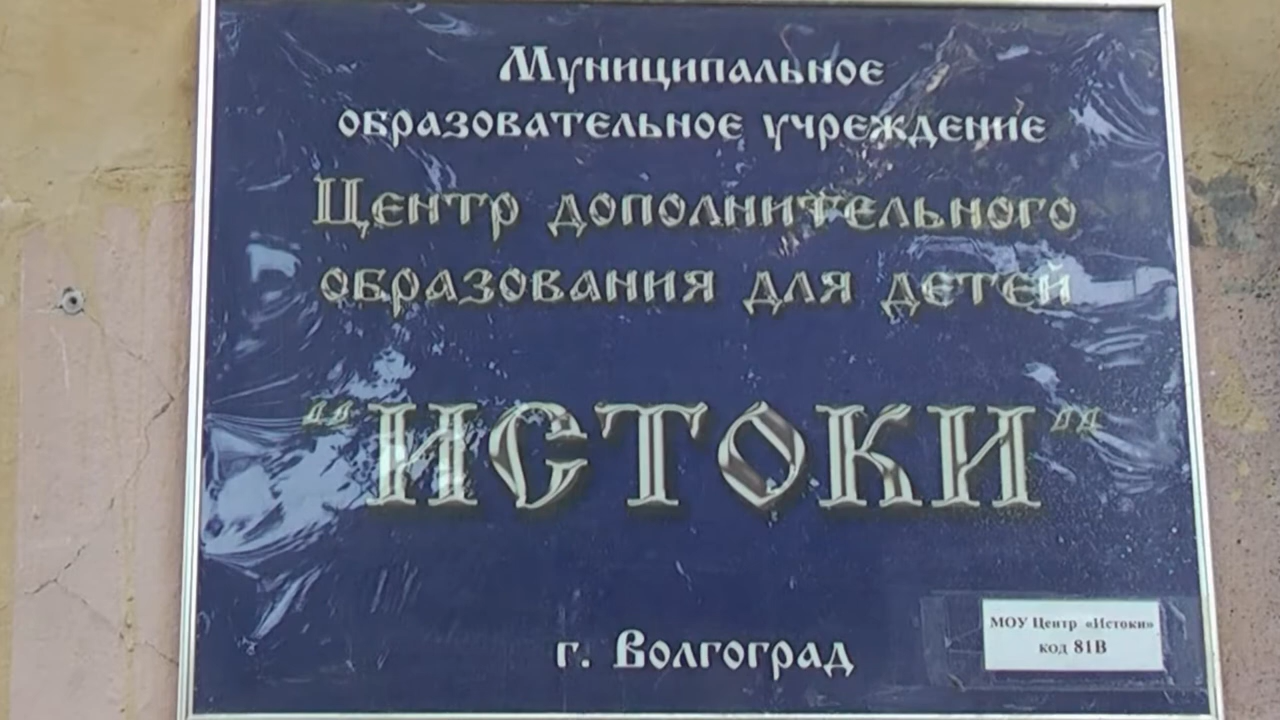 Муниципальное
образовательное учреждение
Центр дополнительного
образования для детей
"ИСТОКИ"
г. Волгоград
МОУ Центр «Истоки»
код 81В